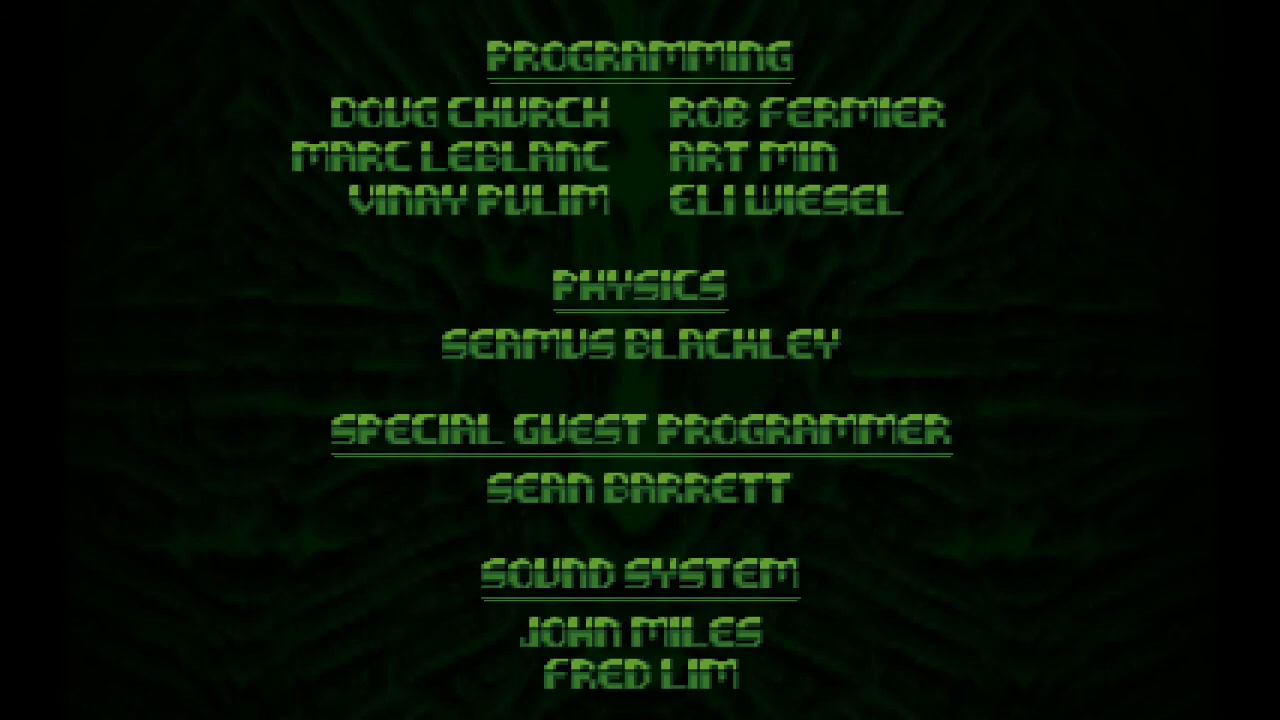 PROGRAMMING
DOUG CHURCH ROB FERMIER
MARC LEBLANC ART MIN
VINAY PULIM ELI WIESEL
PHYSICS
SEAMUS BLACKLEY
SPECIAL GUEST PROGRAMMER
SEAN BARRETT
SOUND SYSTEM
JOHN MILES
FRED LIM